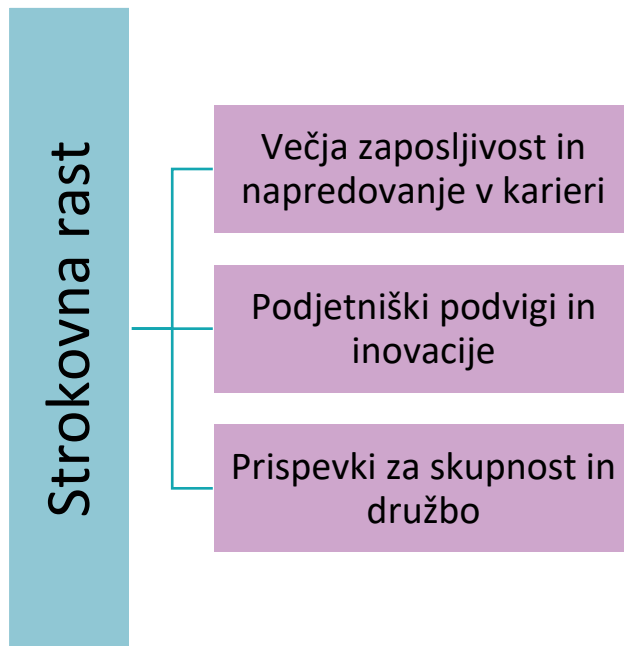 Strokovna rast
Večja zaposljivost in
napredovanje v karieri
Podjetniški podvigi in
inovacije
Prispevki za skupnost in
družbo